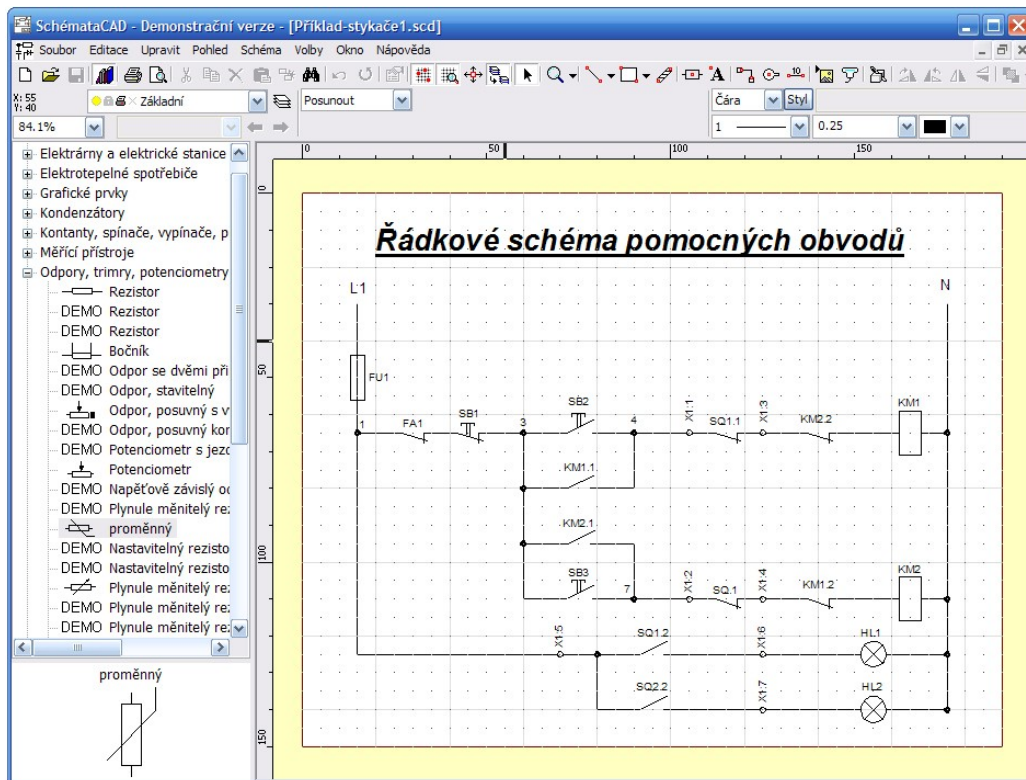 SchémataCAD - Demonstrační verze - [Příklad-stykače1.scd]
Soubor Editace Upravit Pohled Schéma Volby Okno Nápověda
X: 55
Y: 40
Základní
Posunout
Čára
Styl
84.1%
1
0.25
Elektrárny a elektrické stanice
Elektrotepelné spotřebiče
Grafické prvky
Kondenzátory
Kontanty, spínače, vypínače, p
Měřící přístroje
Odpory, trimry, potenciometry
Rezistor
DEMO Rezistor
DEMO Rezistor
Bočník
DEMO Odpor se dvěmi při
DEMO Odpor, stavitelný
Odpor, posuvný s v
DEMO Odpor, posuvný kor
DEMO Potenciometr s jezd
Potenciometr
DEMO Napěťově závislý oc
DEMO Plynule měnitelý rez
proměnný
DEMO Nastavitelný rezisto
DEMO Nastavitelný rezisto
Plynule měnitelý rez
DEMO Plynule měnitelý rez
DEMO Plynule měnitelý rez
proměnný
0 50 100 150
0
50
100
150
Řádkové schéma pomocných obvodů
L1 N
FU1
1 FA1 SB1 3 SB2 4 X1:1 SQ1.1 X1:3 KM2.2 KM1
KM1.1
KM2.1
SB3 7 X1:2 SQ.1 X1:4 KM1.2 KM2
X1:5 SQ1.2 X1:6 HL1
SQ2.2 X1:7 HL2